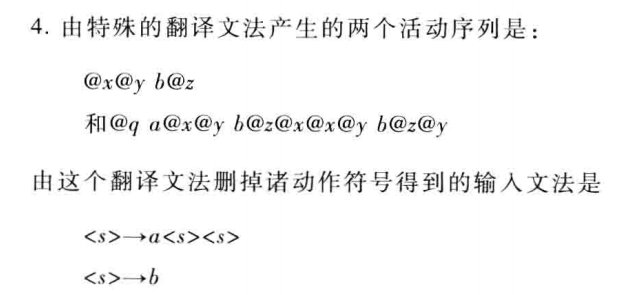 4. 由特殊的翻译文法产生的两个活动序列是：
@x@y b@z
和@q a@x@y b@z@x@x@y b@z@y
由这个翻译文法删掉诸动作符号得到的输入文法是
<s>→a<s><s>
<s>→b